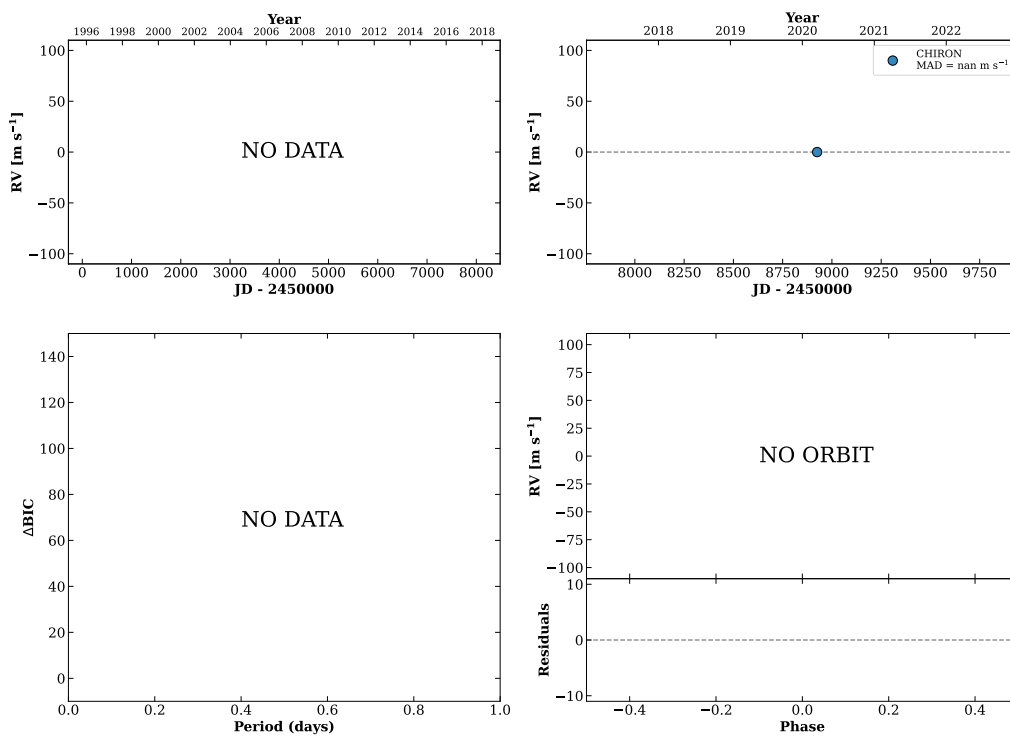 Year
1996 1998 2000 2002 2004 2006 2008 2010 2012 2014 2016 2018
100
50
0
−50
−100
RV [m s⁻¹]
NO DATA
0 1000 2000 3000 4000 5000 6000 7000 8000
JD - 2450000
Year
2018 2019 2020 2021 2022
CHIRON
MAD = nan m s⁻¹
100
50
0
−50
−100
RV [m s⁻¹]
8000 8250 8500 8750 9000 9250 9500 9750
JD - 2450000
140
120
100
80
60
40
20
0
ΔBIC
NO DATA
0.0 0.2 0.4 0.6 0.8 1.0
Period (days)
100
75
50
25
0
−25
−50
−75
−100
RV [m s⁻¹]
NO ORBIT
10
0
−10
Residuals
−0.4 −0.2 0.0 0.2 0.4
Phase